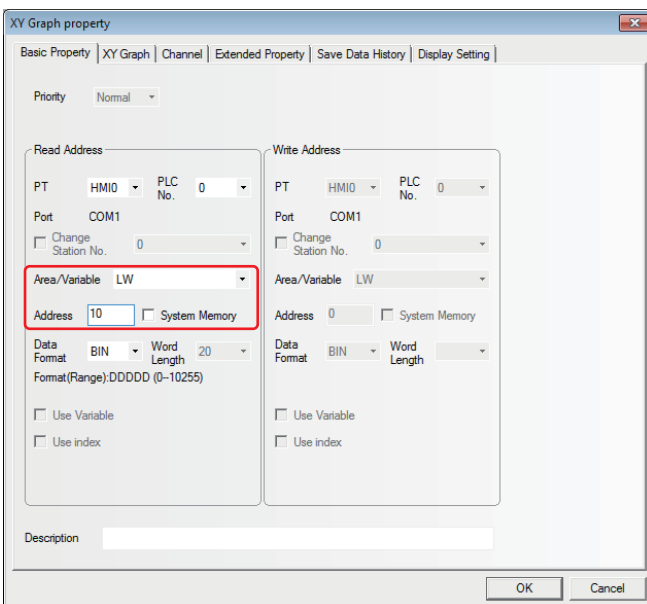 XY Graph property
Basic Property XY Graph Channel Extended Property Save Data History Display Setting
Priority Normal
Read Address
PT HMI0 PLC No. 0
Port COM1
Change Station No. 0
Area/Variable LW
Address 10 System Memory
Data Format BIN Word Length 20
Format(Range):DDDDD (0--10255)
Use Variable
Use index
Write Address
PT HMI0 PLC No. 0
Port COM1
Change Station No. 0
Area/Variable LW
Address 0 System Memory
Data Format BIN Word Length
Use Variable
Use index
Description
OK Cancel